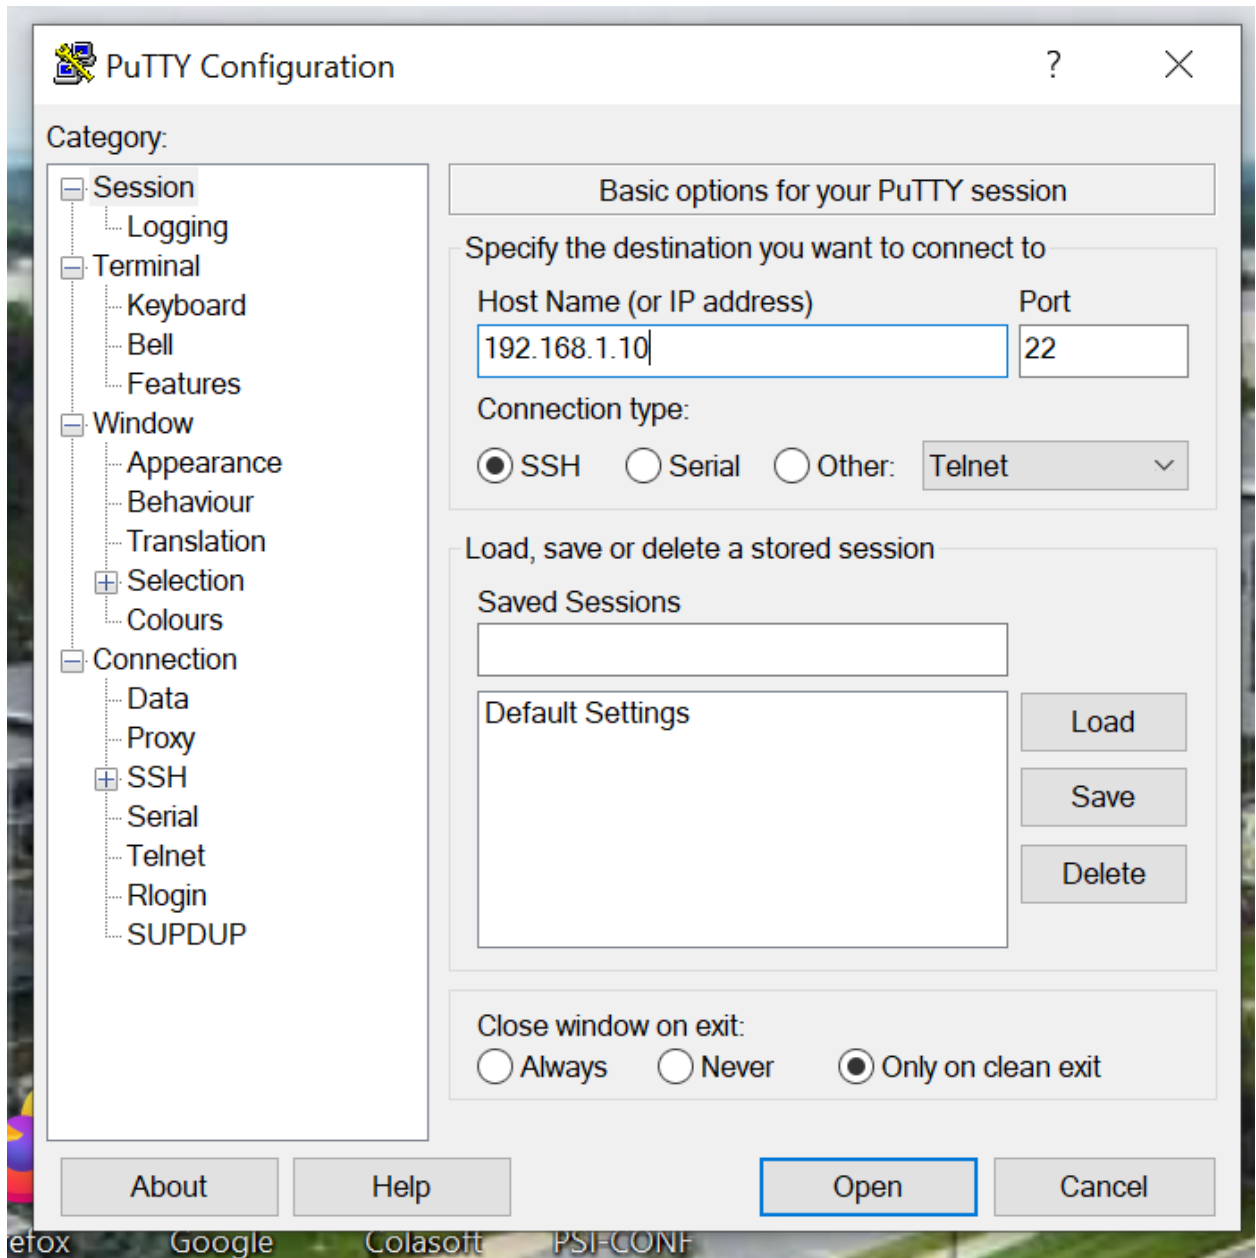 PuTTY Configuration
?
Category:
Session
Logging
Terminal
Keyboard
Bell
Features
Window
Appearance
Behaviour
Translation
Selection
Colours
Connection
Data
Proxy
SSH
Serial
Telnet
Rlogin
SUPDUP
Basic options for your PuTTY session
Specify the destination you want to connect to
Host Name (or IP address) Port
192.168.1.10 22
Connection type:
SSH Serial Other: Telnet
Load, save or delete a stored session
Saved Sessions
Default Settings
Load
Save
Delete
Close window on exit:
Always Never Only on clean exit
About Help Open Cancel
efox Google Colasoft PSI-CONF